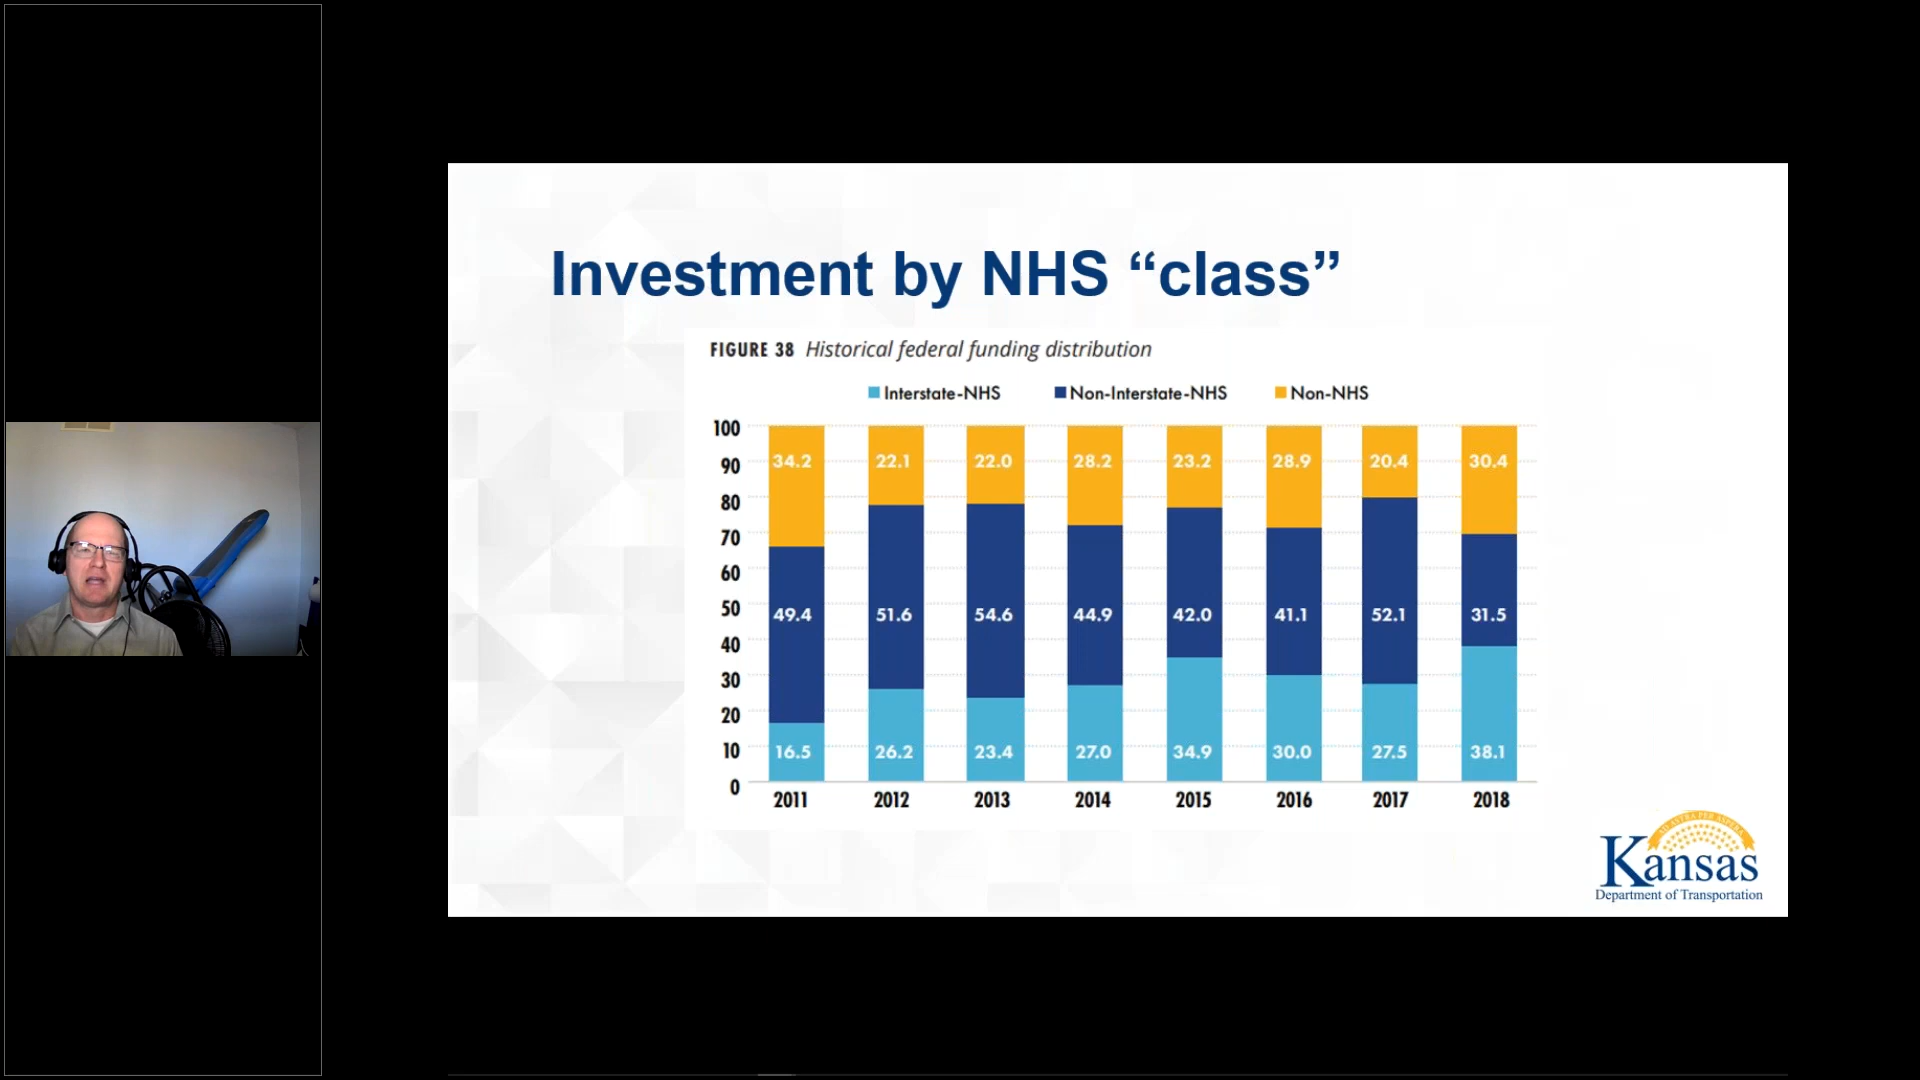 Investment by NHS “class”
FIGURE 38 Historical federal funding distribution
Interstate-NHS Non-Interstate-NHS Non-NHS
100
90
80
70
60
50
40
30
20
10
0
34.2 22.1 22.0 28.2 23.2 28.9 20.4 30.4
49.4 51.6 54.6 44.9 42.0 41.1 52.1 31.5
16.5 26.2 23.4 27.0 34.9 30.0 27.5 38.1
2011 2012 2013 2014 2015 2016 2017 2018
AD ASTRA PER ASPERA
Kansas
Department of Transportation